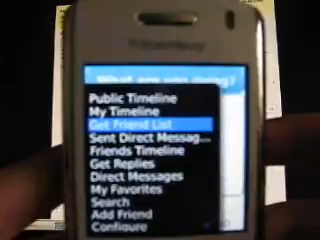 BlackBerry
What are you doing?
Public Timeline
My Timeline
Get Friend List
Sent Direct Messag...
Friends Timeline
Get Replies
Direct Messages
My Favorites
Search
Add Friend
Configure